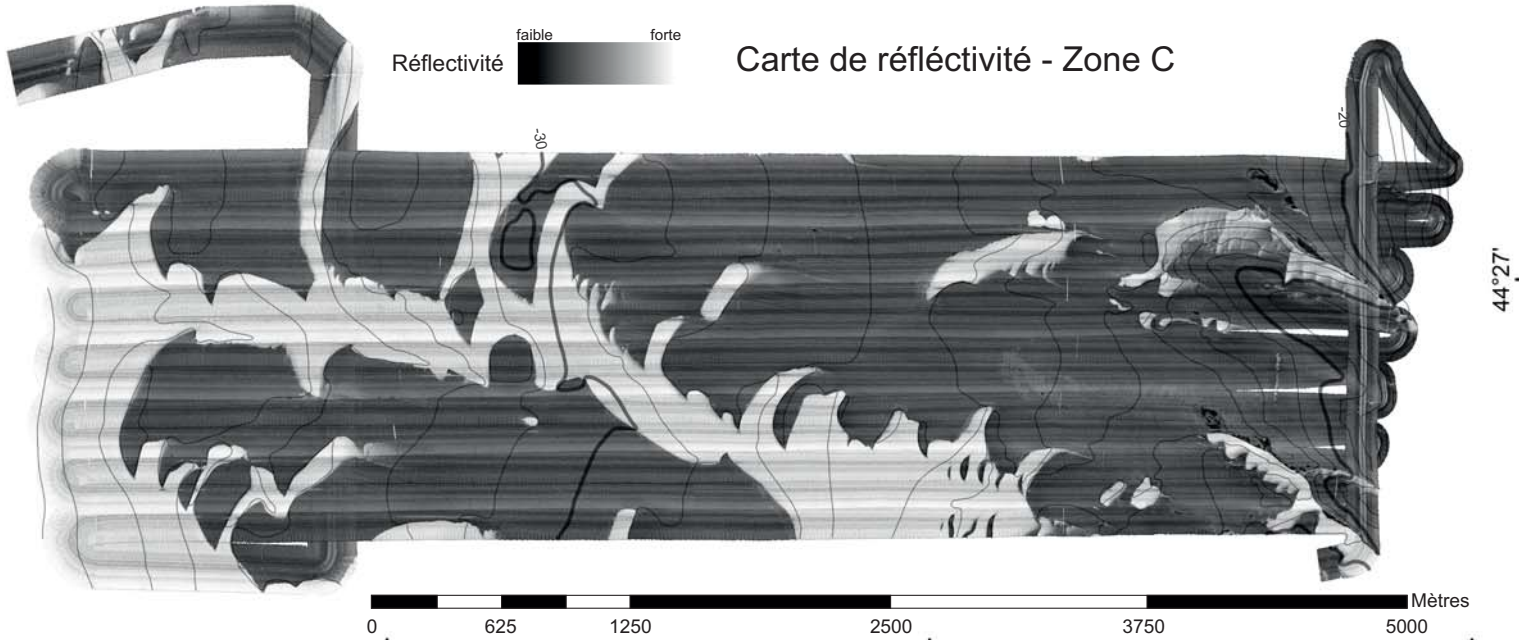 faible forte
Réflectivité
Carte de réfléctivité - Zone C
-30
-20
44°27'
Mètres
0 625 1250 2500 3750 5000